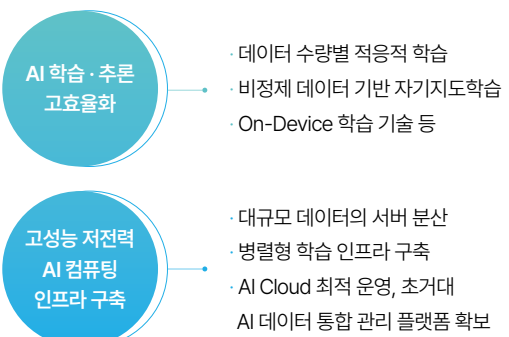 AI 학습 · 추론
고효율화
· 데이터 수량별 적응적 학습
· 비정제 데이터 기반 자기지도학습
· On-Device 학습 기술 등
고성능 저전력
AI 컴퓨팅
인프라 구축
· 대규모 데이터의 서버 분산
· 병렬형 학습 인프라 구축
· AI Cloud 최적 운영, 초거대
AI 데이터 통합 관리 플랫폼 확보